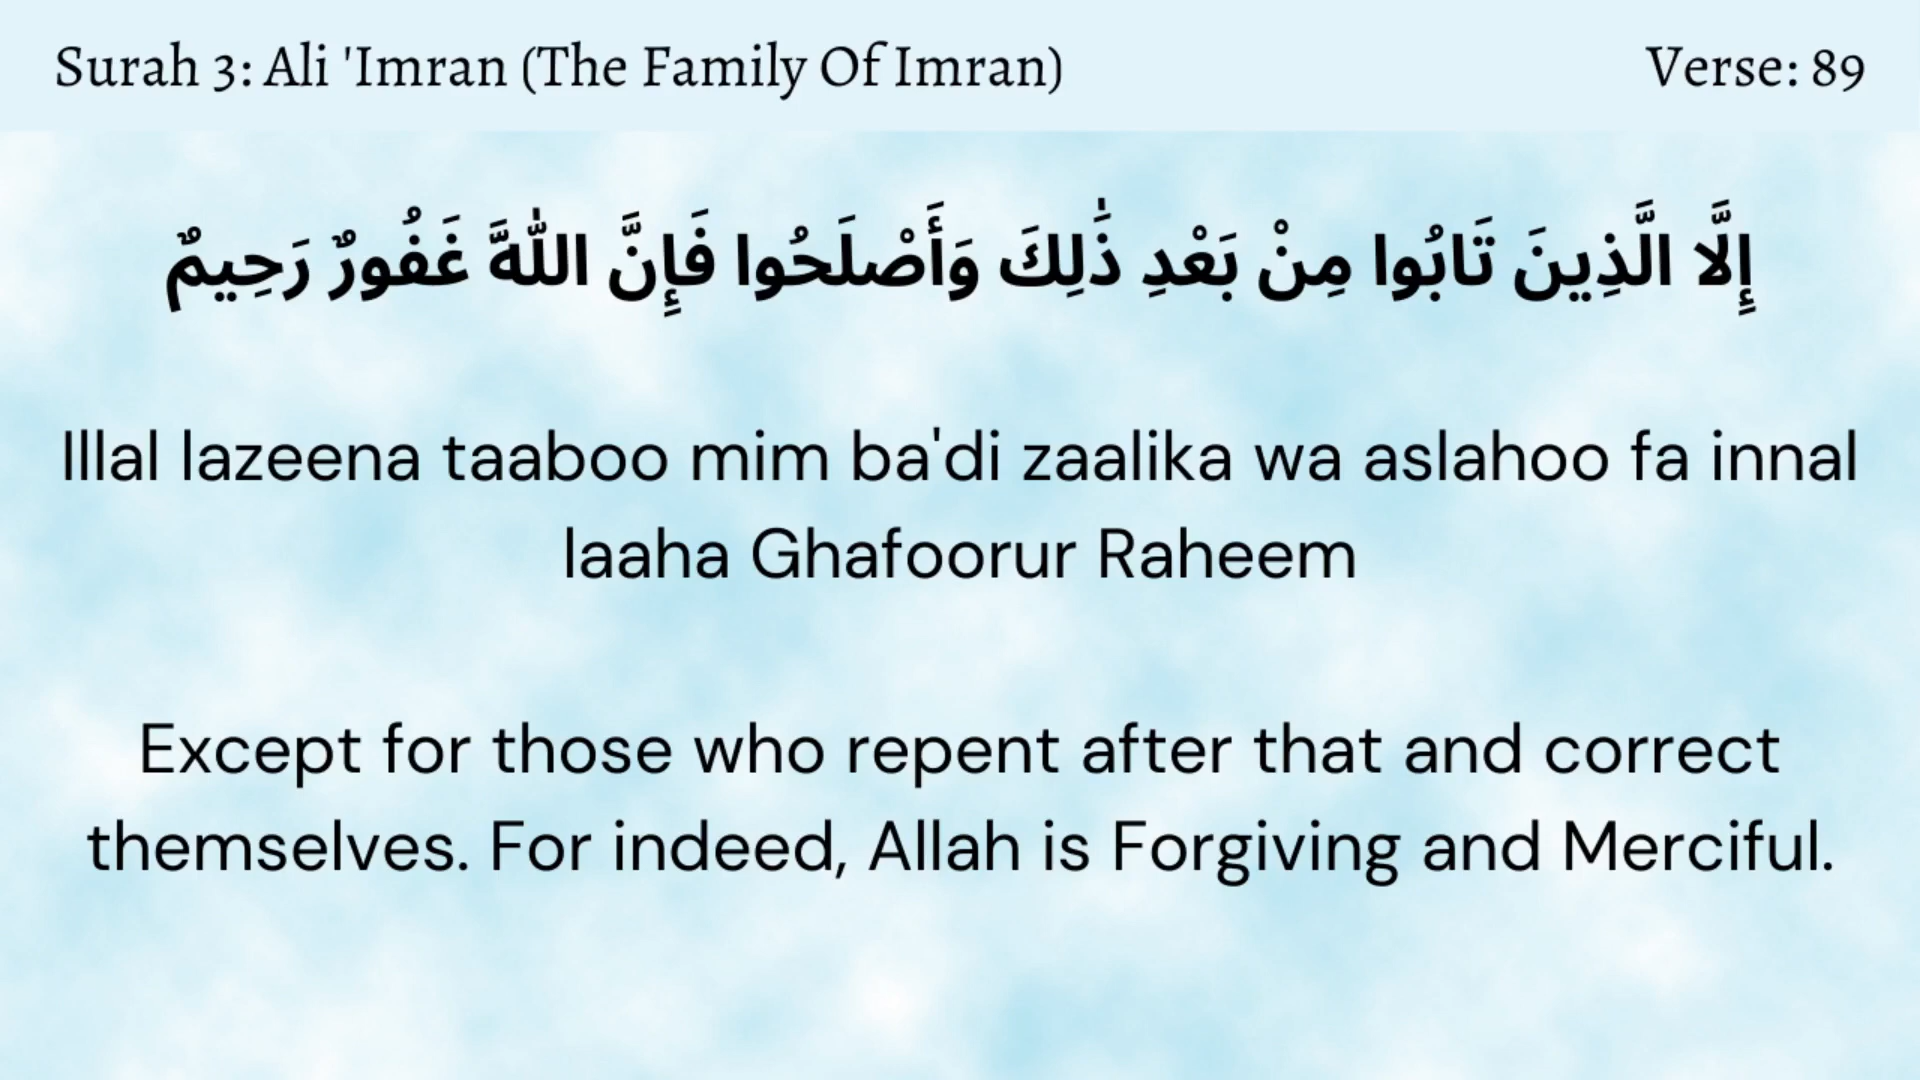 Surah 3: Ali 'Imran (The Family Of Imran)
Verse: 89
إِلَّا الَّذِينَ تَابُوا مِنْ بَعْدِ ذَٰلِكَ وَأَصْلَحُوا فَإِنَّ اللَّهَ غَفُورٌ رَحِيمٌ
Illal lazeena taaboo mim ba'di zaalika wa aslahoo fa innal
laaha Ghafoorur Raheem
Except for those who repent after that and correct
themselves. For indeed, Allah is Forgiving and Merciful.